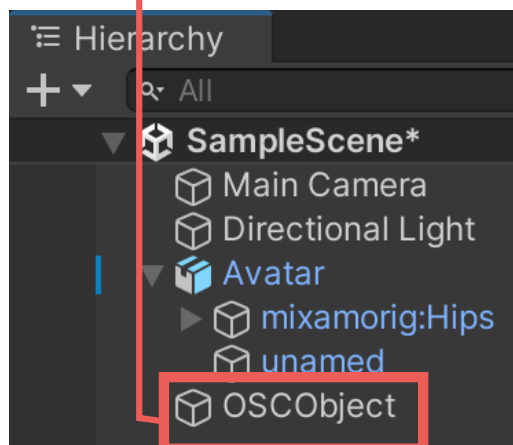 Hierarchy
All
SampleScene*
Main Camera
Directional Light
Avatar
mixamorig:Hips
unamed
OSCObject